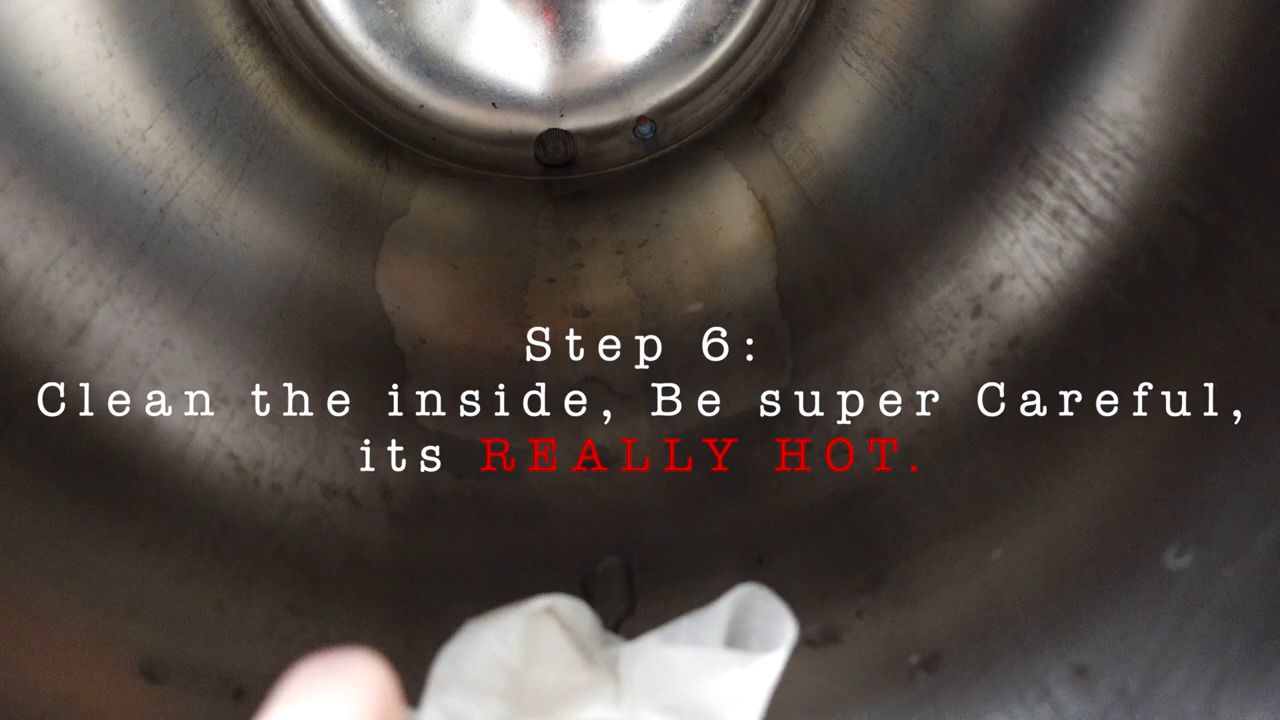 Step 6:
Clean the inside, Be super Careful,
its REALLY HOT.